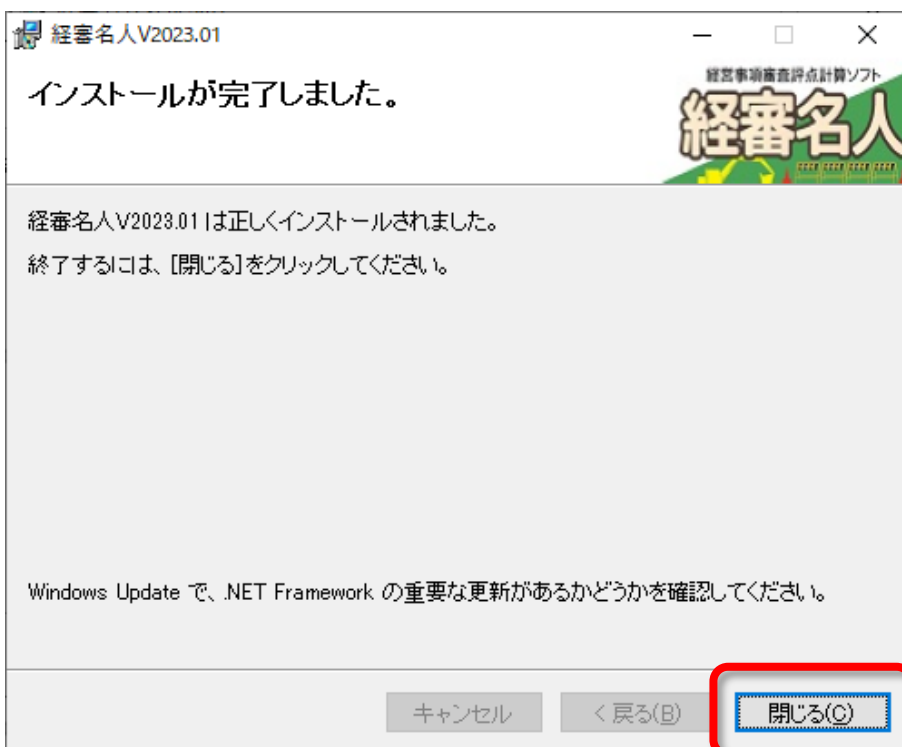 経審名人V2023.01
インストールが完了しました。
経営事項審査評点計算ソフト
経審名人
経審名人V2023.01は正しくインストールされました。
終了するには、[閉じる]をクリックしてください。
Windows Update で、.NET Framework の重要な更新があるかどうかを確認してください。
キャンセル
< 戻る(B)
閉じる(C)